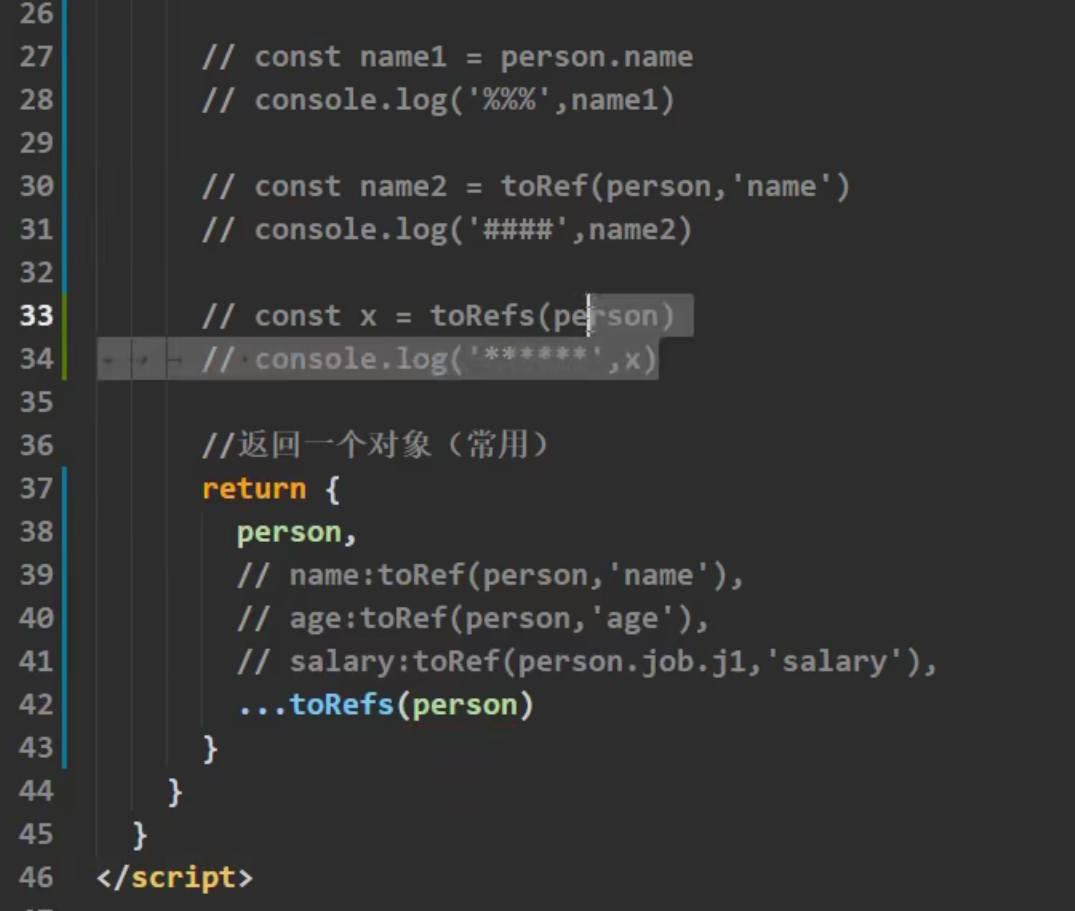 26
27 // const name1 = person.name
28 // console.log('%%%',name1)
29
30 // const name2 = toRef(person,'name')
31 // console.log('####',name2)
32
33 // const x = toRefs(person)
34 // console.log('******',x)
35
36 //返回一个对象（常用）
37 return {
38 person,
39 // name:toRef(person,'name'),
40 // age:toRef(person,'age'),
41 // salary:toRef(person.job.j1,'salary'),
42 ...toRefs(person)
43 }
44 }
45 }
46 </script>